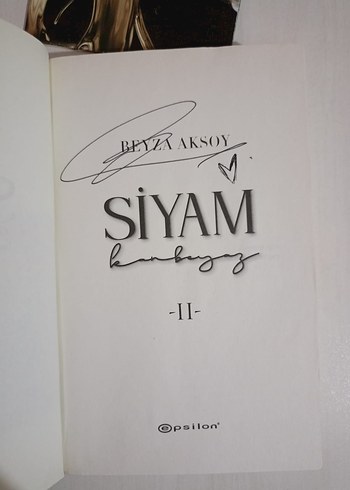 BEYZA AKSOY
SİYAM
kanbeyaz
-II-
epsilon®